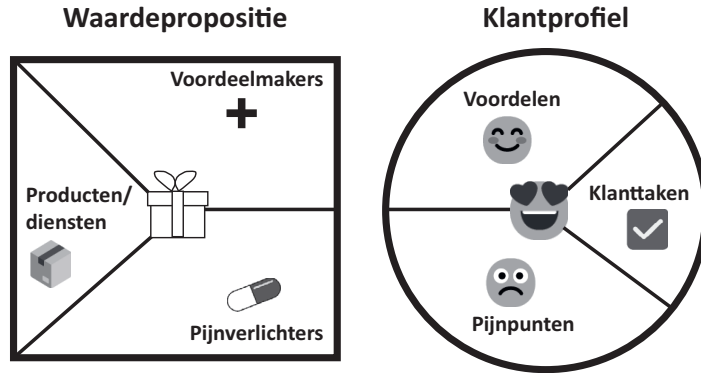 Waardepropositie
Voordeelmakers
Producten/
diensten
Pijnverlichters
Klantprofiel
Voordelen
Klanttaken
Pijnpunten